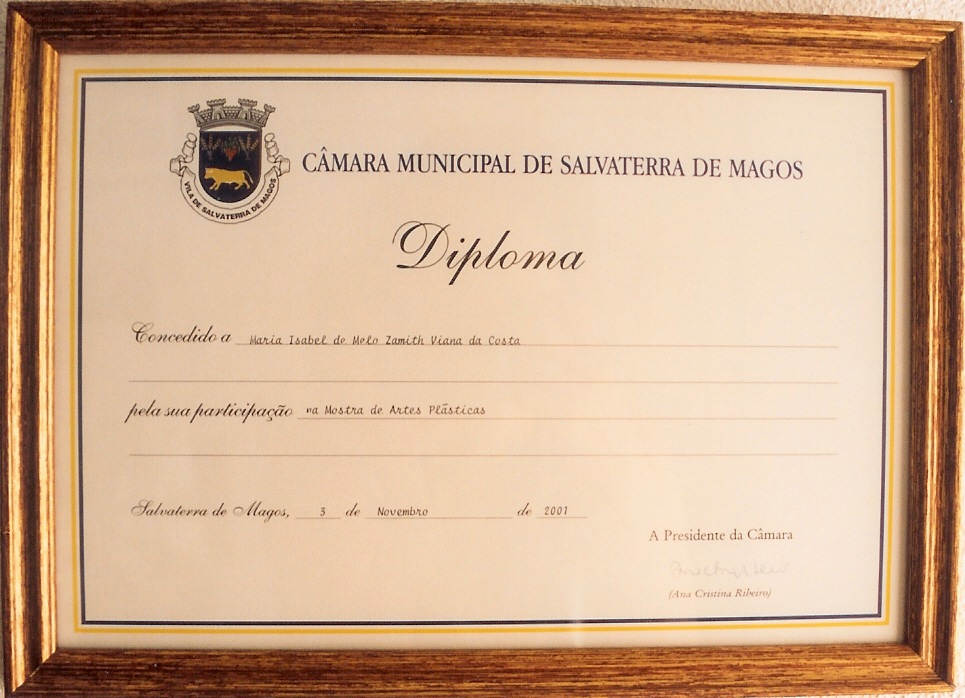 VILA DE SALVATERRA DE MAGOS
CÂMARA MUNICIPAL DE SALVATERRA DE MAGOS
Diploma
Concedido a Maria Isabel de Melo Zamith Viana da Costa
pela sua participação na Mostra de Artes Plásticas
Salvaterra de Magos, 3 de Novembro de 2001
A Presidente da Câmara
(Ana Cristina Ribeiro)